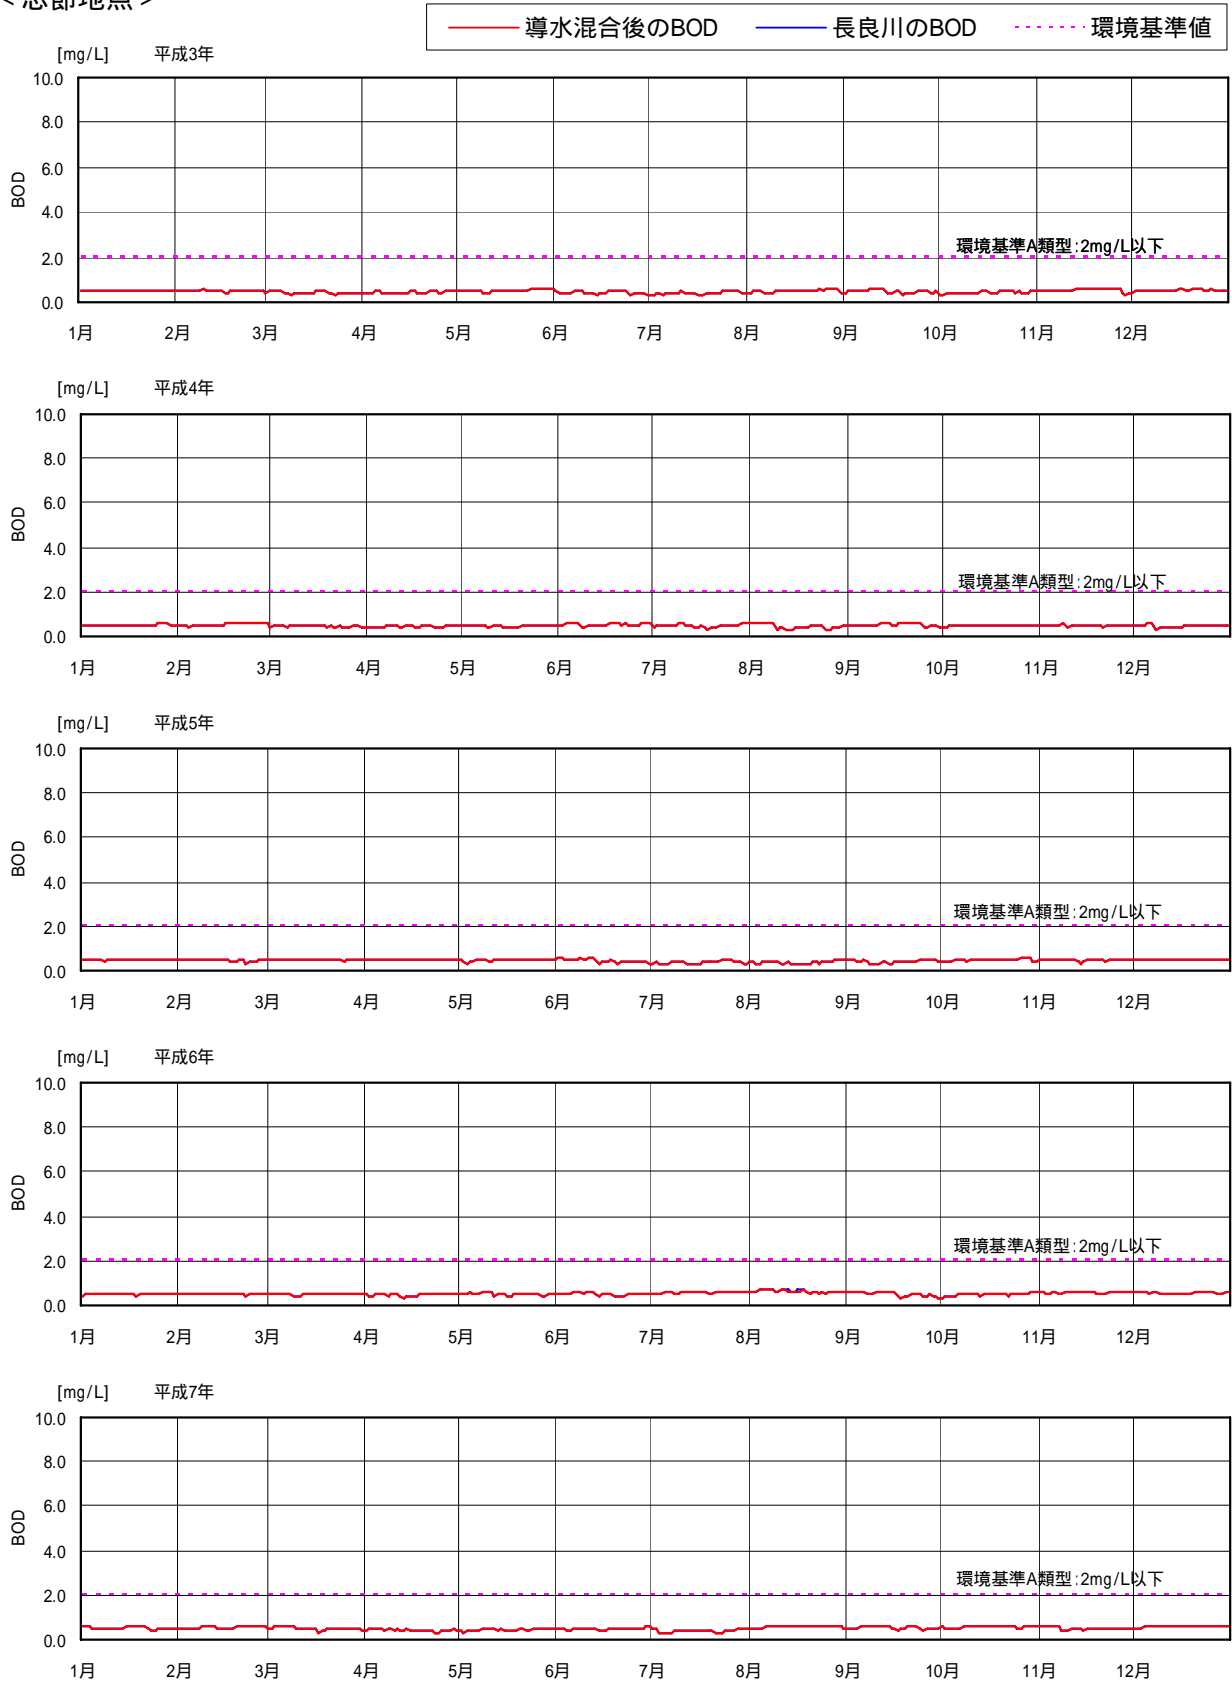 ＜忠節地点＞
導水混合後のBOD 長良川のBOD 環境基準値
[mg/L] 平成3年
10.0
8.0
6.0
4.0
2.0
0.0
BOD
環境基準A類型:2mg/L以下
1月 2月 3月 4月 5月 6月 7月 8月 9月 10月 11月 12月
[mg/L] 平成4年
10.0
8.0
6.0
4.0
2.0
0.0
BOD
環境基準A類型:2mg/L以下
1月 2月 3月 4月 5月 6月 7月 8月 9月 10月 11月 12月
[mg/L] 平成5年
10.0
8.0
6.0
4.0
2.0
0.0
BOD
環境基準A類型:2mg/L以下
1月 2月 3月 4月 5月 6月 7月 8月 9月 10月 11月 12月
[mg/L] 平成6年
10.0
8.0
6.0
4.0
2.0
0.0
BOD
環境基準A類型:2mg/L以下
1月 2月 3月 4月 5月 6月 7月 8月 9月 10月 11月 12月
[mg/L] 平成7年
10.0
8.0
6.0
4.0
2.0
0.0
BOD
環境基準A類型:2mg/L以下
1月 2月 3月 4月 5月 6月 7月 8月 9月 10月 11月 12月